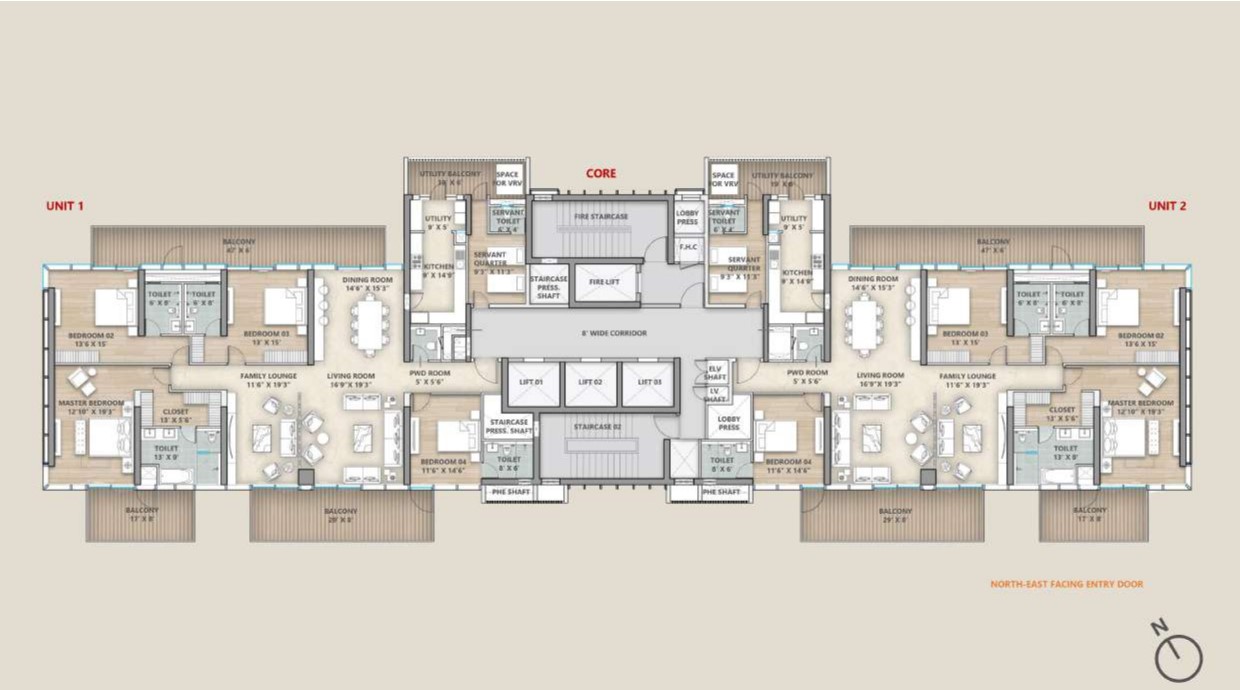 CORE
UNIT 1
UNIT 2
UTILITY BALCONY
SPACE
FOR VRV
SPACE
FOR VRV
UTILITY BALCONY
19' X 6'
BALCONY
47' X 6'
UTILITY
9' X 5'
SERVANT
TOILET
6' X 4'
FIRE STAIRCASE
LOBBY
PRESS
SERVANT
TOILET
6' X 4'
UTILITY
9' X 5'
BALCONY
47' X 6'
F.H.C
KITCHEN
9' X 14'9"
SERVANT
QUARTER
9'3" X 11'3"
STAIRCASE
PRESS.
SHAFT
FIRE LIFT
SERVANT
QUARTER
9'3" X 11'3"
KITCHEN
9' X 14'9"
DINING ROOM
14'6" X 15'3"
DINING ROOM
14'6" X 15'3"
TOILET
6' X 8'
TOILET
6' X 8'
TOILET
6' X 8'
TOILET
6' X 8'
BEDROOM 02
13'6 X 15'
BEDROOM 03
13' X 15'
8' WIDE CORRIDOR
BEDROOM 03
13' X 15'
BEDROOM 02
13'6 X 15'
FAMILY LOUNGE
11'6" X 19'3"
LIVING ROOM
16'9" X 19'3"
PWD ROOM
5' X 5'6"
LIFT 01
LIFT 02
LIFT 03
ELV
SHAFT
LV
SHAFT
PWD ROOM
5' X 5'6"
LIVING ROOM
16'9" X 19'3"
FAMILY LOUNGE
11'6" X 19'3"
MASTER BEDROOM
12'10" X 19'3"
CLOSET
13' X 5'6"
CLOSET
13' X 5'6"
MASTER BEDROOM
12'10" X 19'3"
STAIRCASE
PRESS. SHAFT
STAIRCASE 02
LOBBY
PRESS
TOILET
13' X 8'
BEDROOM 04
11'6" X 14'6"
TOILET
8' X 6'
TOILET
8' X 6'
BEDROOM 04
11'6" X 14'6"
TOILET
13' X 8'
PHE SHAFT
PHE SHAFT
BALCONY
17' X 8'
BALCONY
BALCONY
BALCONY
17' X 8'
NORTH-EAST FACING ENTRY DOOR
N